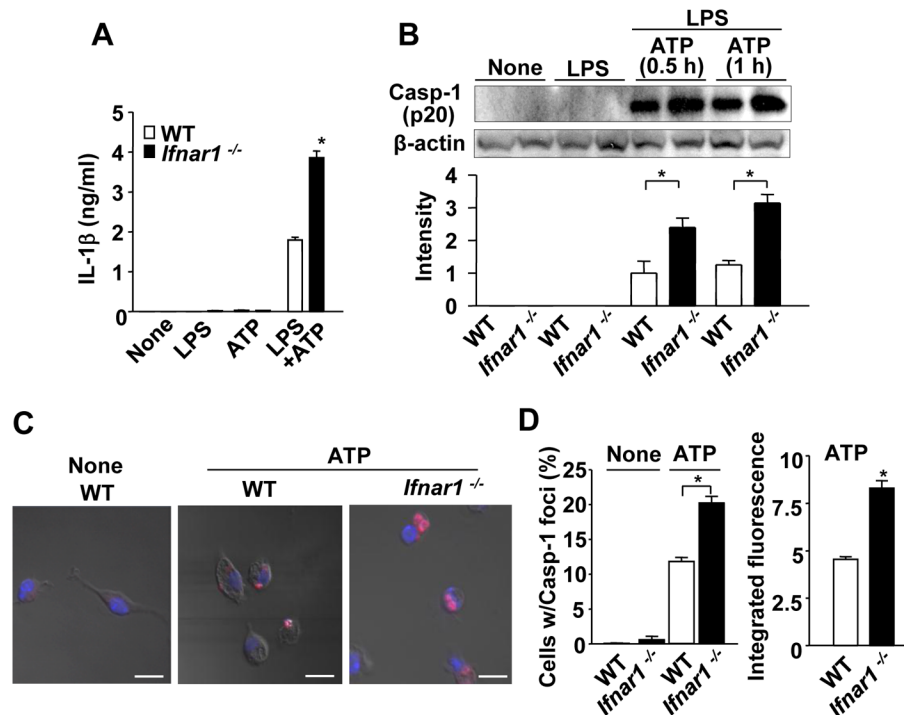 A
5
4
3
2
1
0
IL-1β (ng/ml)
WT
Ifnar1 -/-
*
None
LPS
ATP
LPS
+ATP
B
LPS
ATP
(0.5 h)
ATP
(1 h)
None
LPS
Casp-1
(p20)
β-actin
4
3
2
1
0
Intensity
*
*
WT
Ifnar1 -/-
WT
Ifnar1 -/-
WT
Ifnar1 -/-
WT
Ifnar1 -/-
C
None
WT
ATP
WT
Ifnar1 -/-
D
None
ATP
25
20
15
10
5
0
Cells w/Casp-1 foci (%)
*
WT
Ifnar1 -/-
WT
Ifnar1 -/-
ATP
10
7.5
5
2.5
0
Integrated fluorescence
*
WT
Ifnar1 -/-